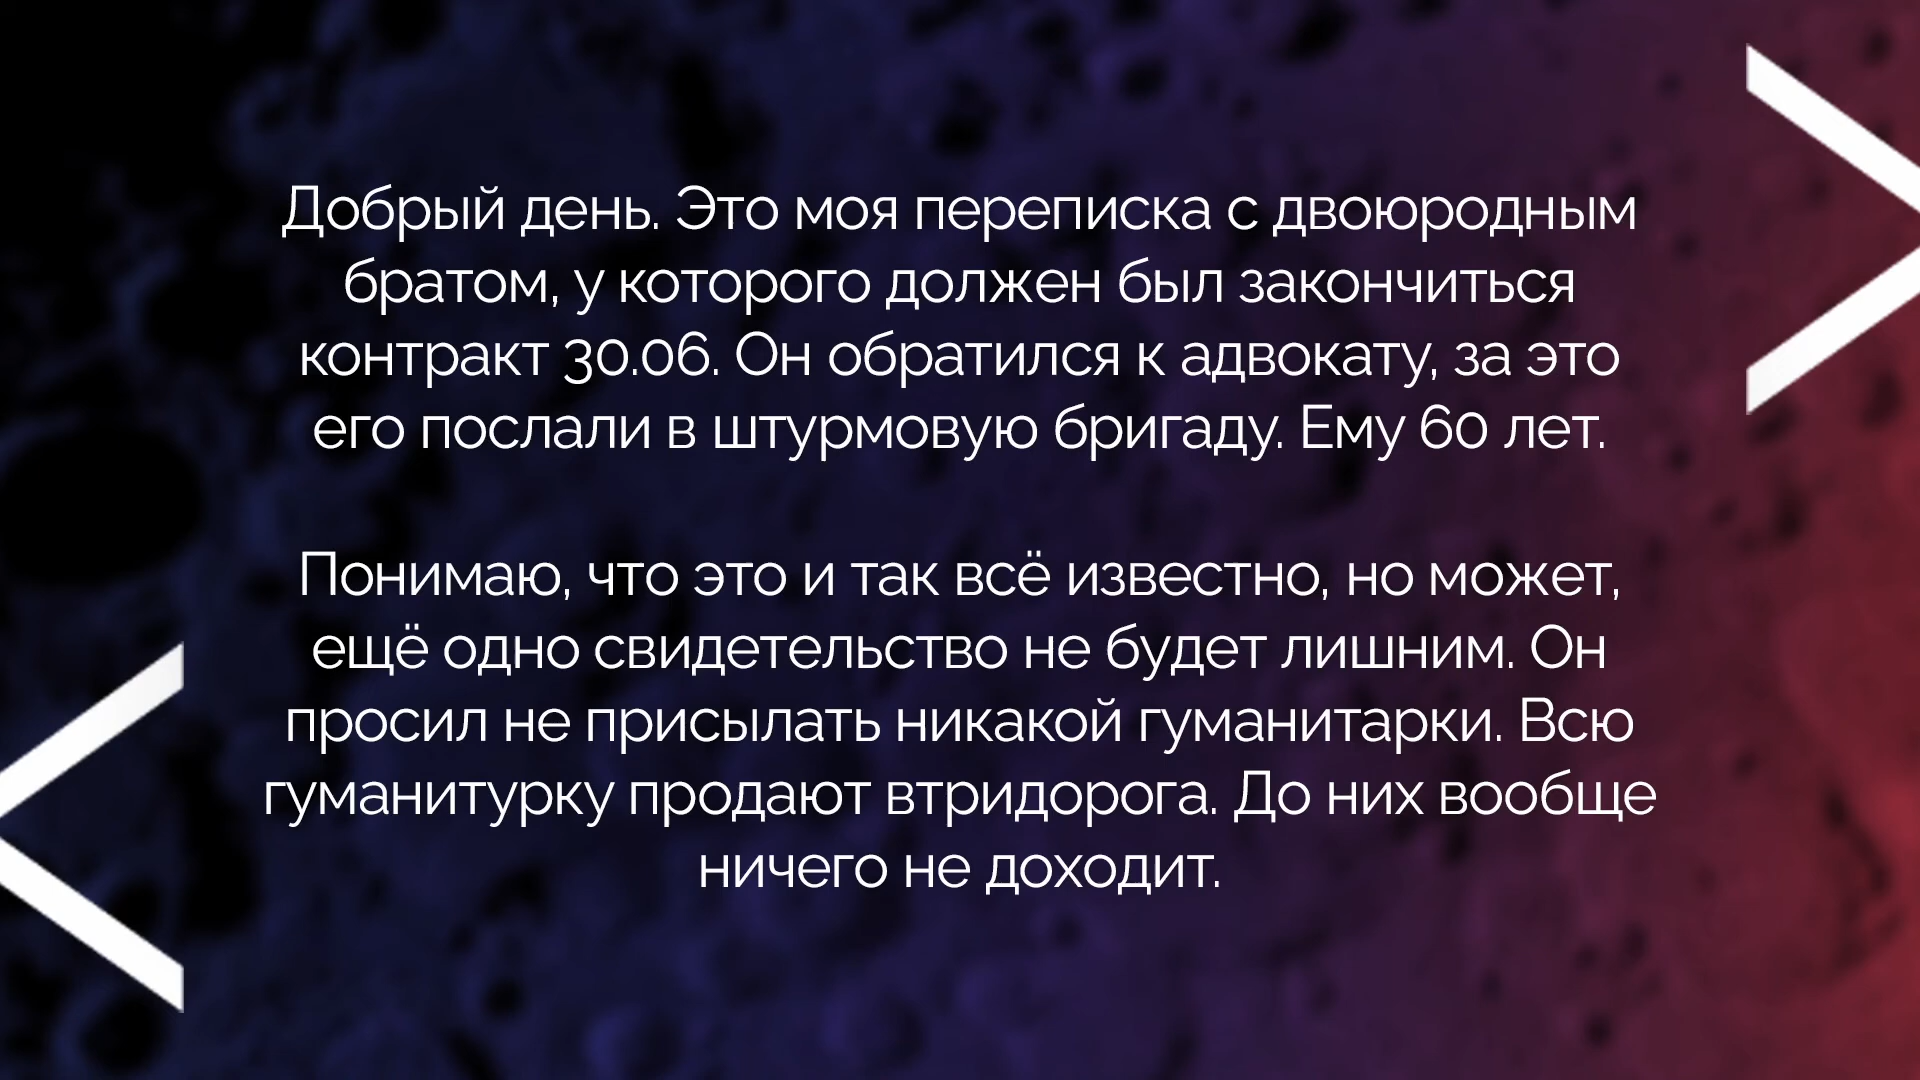 Добрый день. Это моя переписка с двоюродным
братом, у которого должен был закончиться
контракт 30.06. Он обратился к адвокату, за это
его послали в штурмовую бригаду. Ему 60 лет.
Понимаю, что это и так всё известно, но может,
ещё одно свидетельство не будет лишним. Он
просил не присылать никакой гуманитарки. Всю
гуманитурку продают втридорога. До них вообще
ничего не доходит.